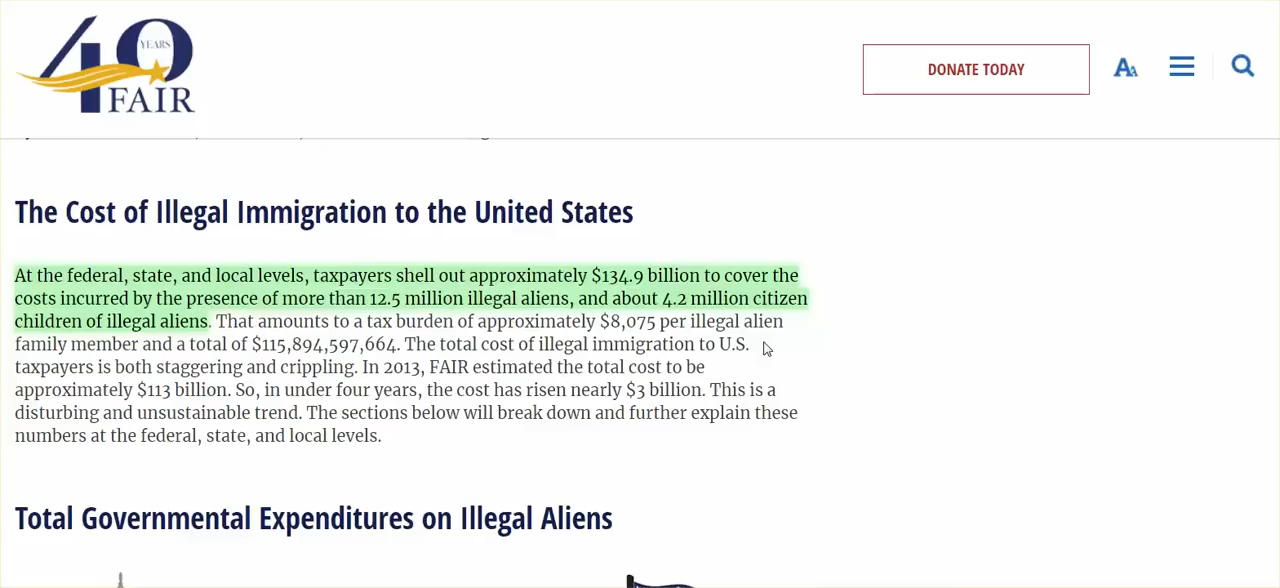 40
YEARS
FAIR
DONATE TODAY
AA
The Cost of Illegal Immigration to the United States
At the federal, state, and local levels, taxpayers shell out approximately $134.9 billion to cover the
costs incurred by the presence of more than 12.5 million illegal aliens, and about 4.2 million citizen
children of illegal aliens. That amounts to a tax burden of approximately $8,075 per illegal alien
family member and a total of $115,894,597,664. The total cost of illegal immigration to U.S.
taxpayers is both staggering and crippling. In 2013, FAIR estimated the total cost to be
approximately $113 billion. So, in under four years, the cost has risen nearly $3 billion. This is a
disturbing and unsustainable trend. The sections below will break down and further explain these
numbers at the federal, state, and local levels.
Total Governmental Expenditures on Illegal Aliens